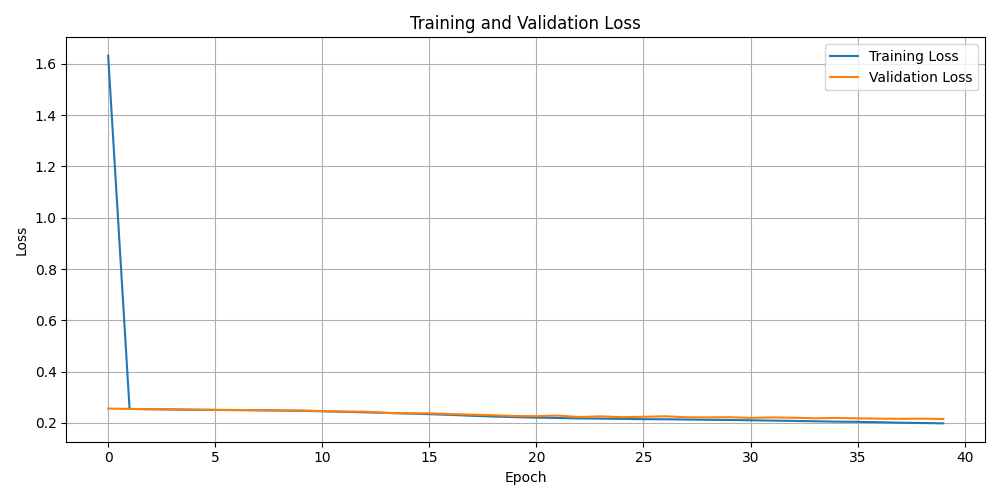 Training and Validation Loss
Training Loss
Validation Loss
Loss
1.6
1.4
1.2
1.0
0.8
0.6
0.4
0.2
0 5 10 15 20 25 30 35 40
Epoch